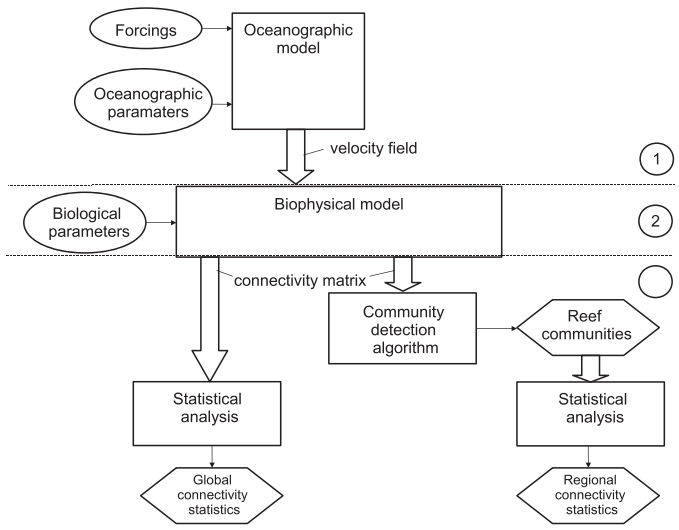 Forcings
Oceanographic
model
Oceanographic
paramaters
velocity field
1
Biophysical model
Biological
parameters
2
connectivity matrix
Community
detection
algorithm
Reef
communities
Statistical
analysis
Statistical
analysis
Global
connectivity
statistics
Regional
connectivity
statistics